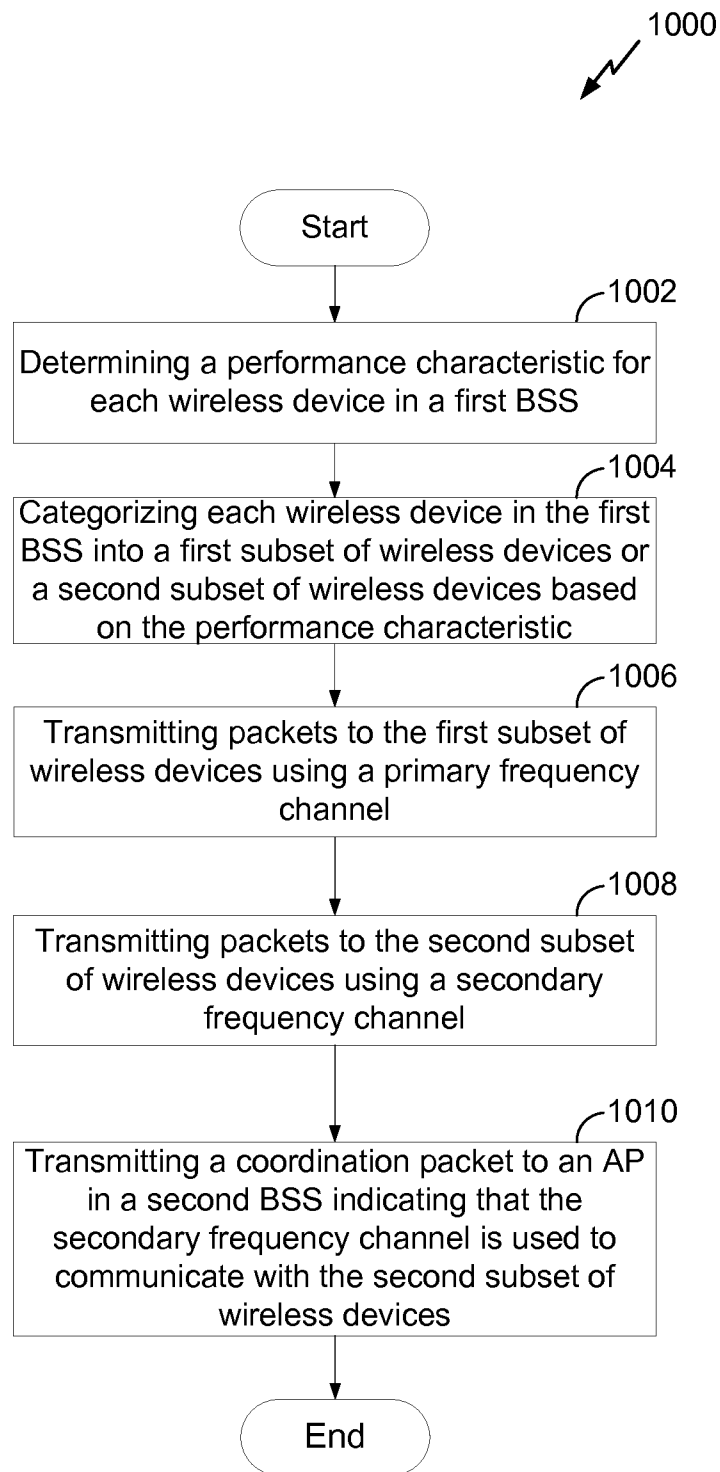 1000
Start
1002
Determining a performance characteristic for
each wireless device in a first BSS
1004
Categorizing each wireless device in the first
BSS into a first subset of wireless devices or
a second subset of wireless devices based
on the performance characteristic
1006
Transmitting packets to the first subset of
wireless devices using a primary frequency
channel
1008
Transmitting packets to the second subset
of wireless devices using a secondary
frequency channel
1010
Transmitting a coordination packet to an AP
in a second BSS indicating that the
secondary frequency channel is used to
communicate with the second subset of
wireless devices
End